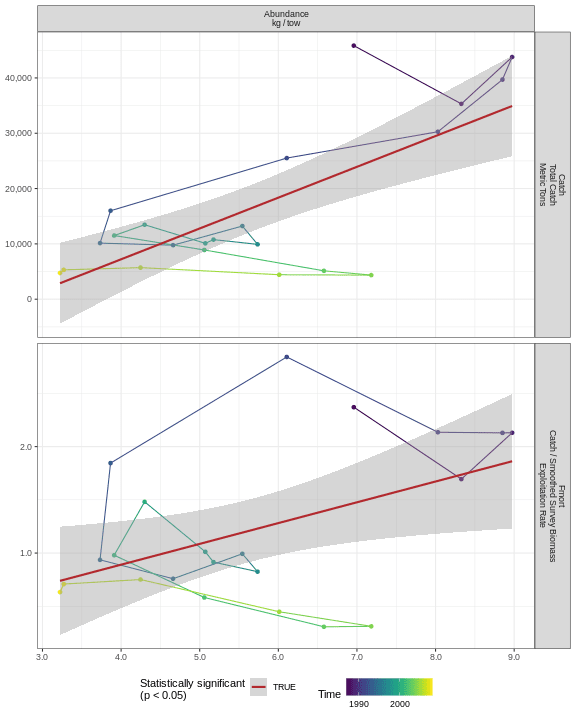 Abundance
kg / tow
40,000
30,000
20,000
10,000
0
Catch
Total Catch
Metric Tons
2.0
1.0
Fmort
Catch / Smoothed Survey Biomass
Exploitation Rate
3.0 4.0 5.0 6.0 7.0 8.0 9.0
Statistically significant
(p < 0.05)
TRUE
Time
1990 2000